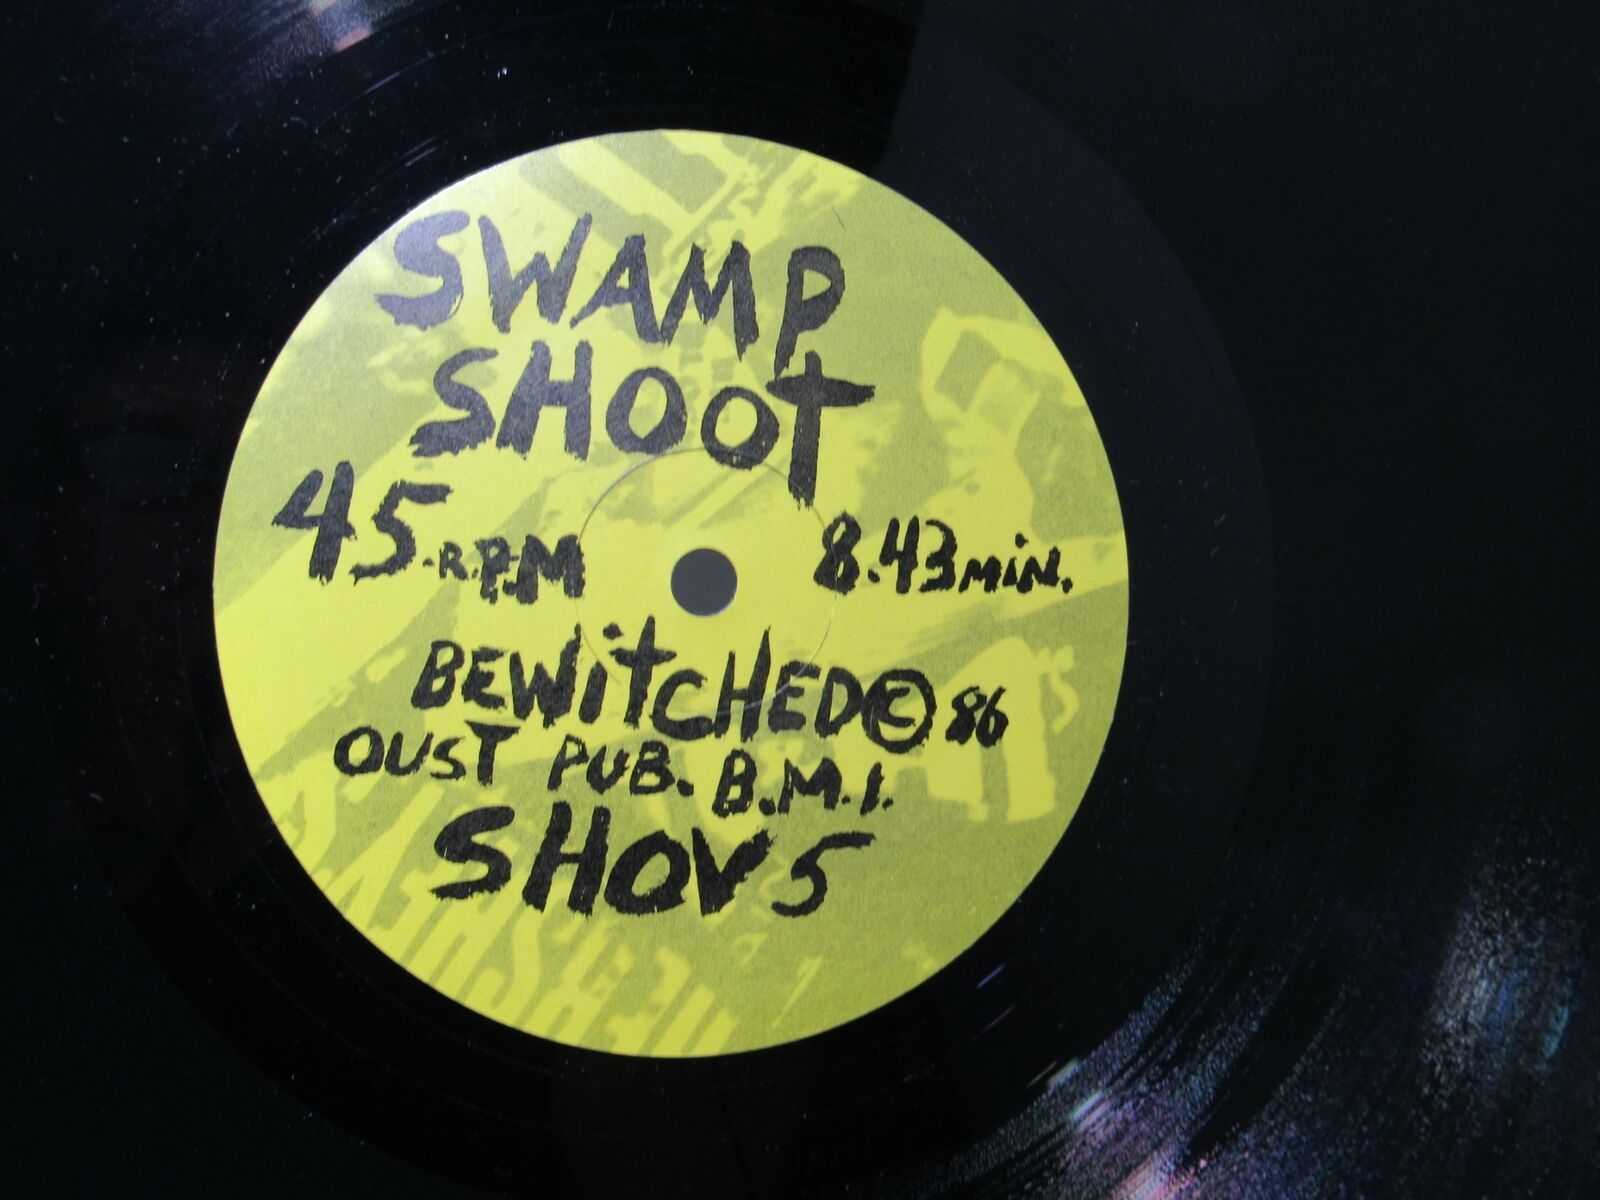 SWAMP
SHOOT
45.R.P.M
8.43 MiN.
BEWitCHED © 86
OUST PUB. B.M.I.
SHOV 5